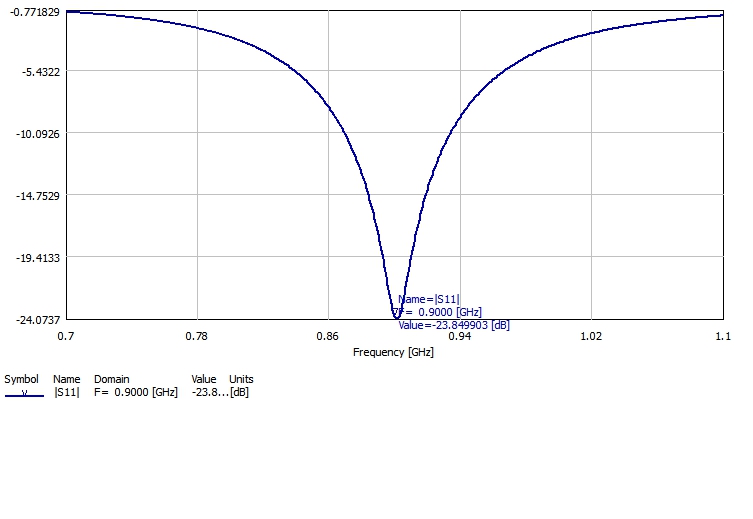 -0.771829
-5.4322
-10.0926
-14.7529
-19.4133
-24.0737
Name=|S11|
F= 0.9000 [GHz]
Value=-23.849903 [dB]
0.7 0.78 0.86 0.94 1.02 1.1
Frequency [GHz]
Symbol Name Domain Value Units
|S11| F= 0.9000 [GHz] -23.8... [dB]